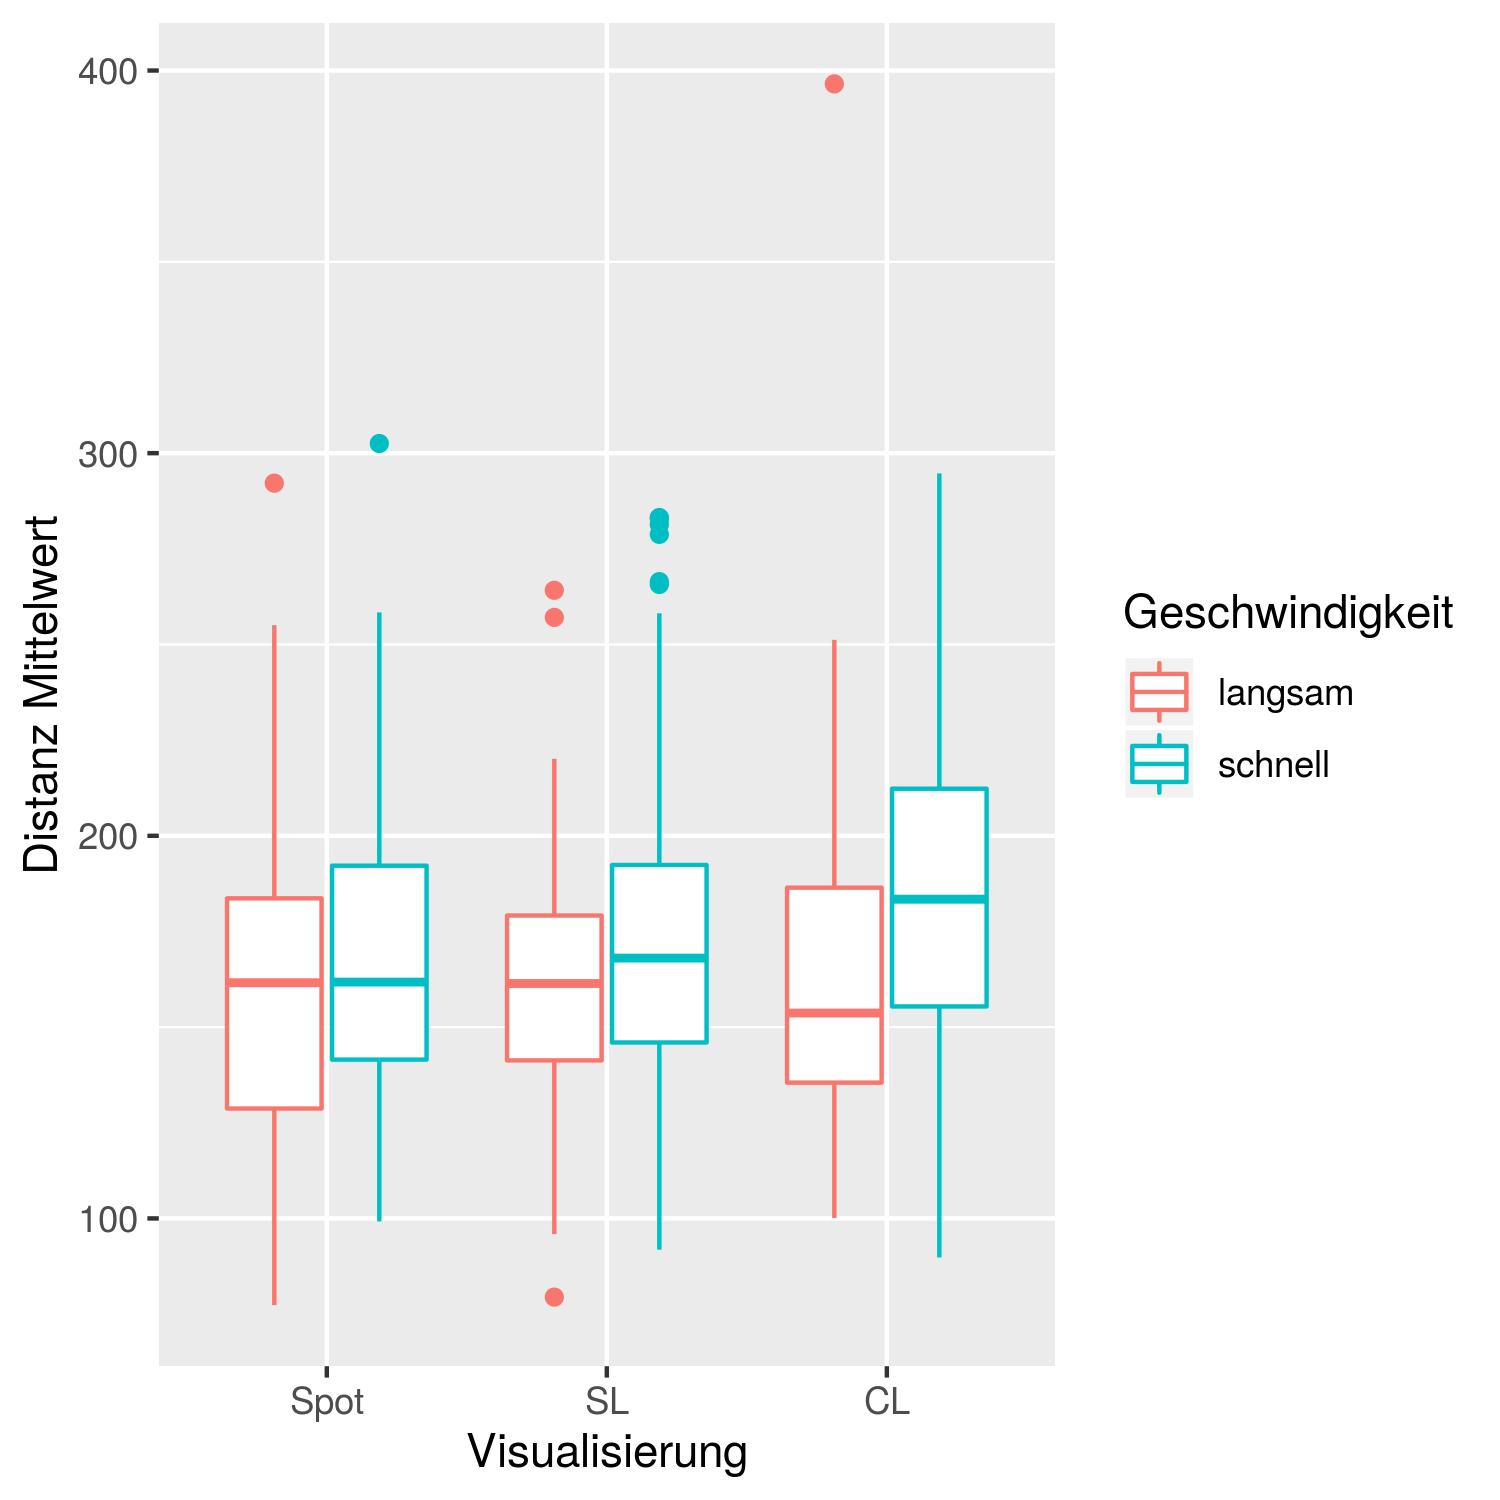 400
300
200
100
Distanz Mittelwert
Spot
SL
CL
Visualisierung
Geschwindigkeit
langsam
schnell